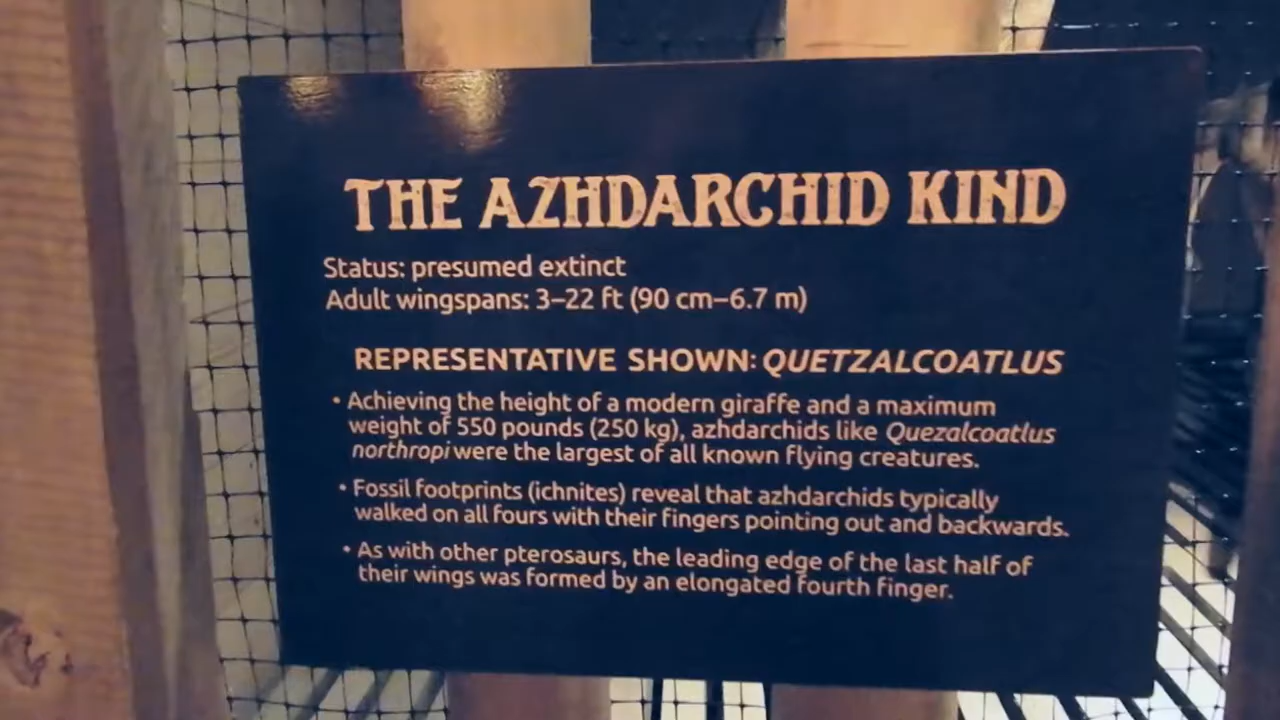 THE AZHDARCHID KIND
Status: presumed extinct
Adult wingspans: 3–22 ft (90 cm–6.7 m)
REPRESENTATIVE SHOWN: QUETZALCOATLUS
• Achieving the height of a modern giraffe and a maximum
weight of 550 pounds (250 kg), azhdarchids like Quezalcoatlus
northropi were the largest of all known flying creatures.
• Fossil footprints (ichnites) reveal that azhdarchids typically
walked on all fours with their fingers pointing out and backwards.
• As with other pterosaurs, the leading edge of the last half of
their wings was formed by an elongated fourth finger.